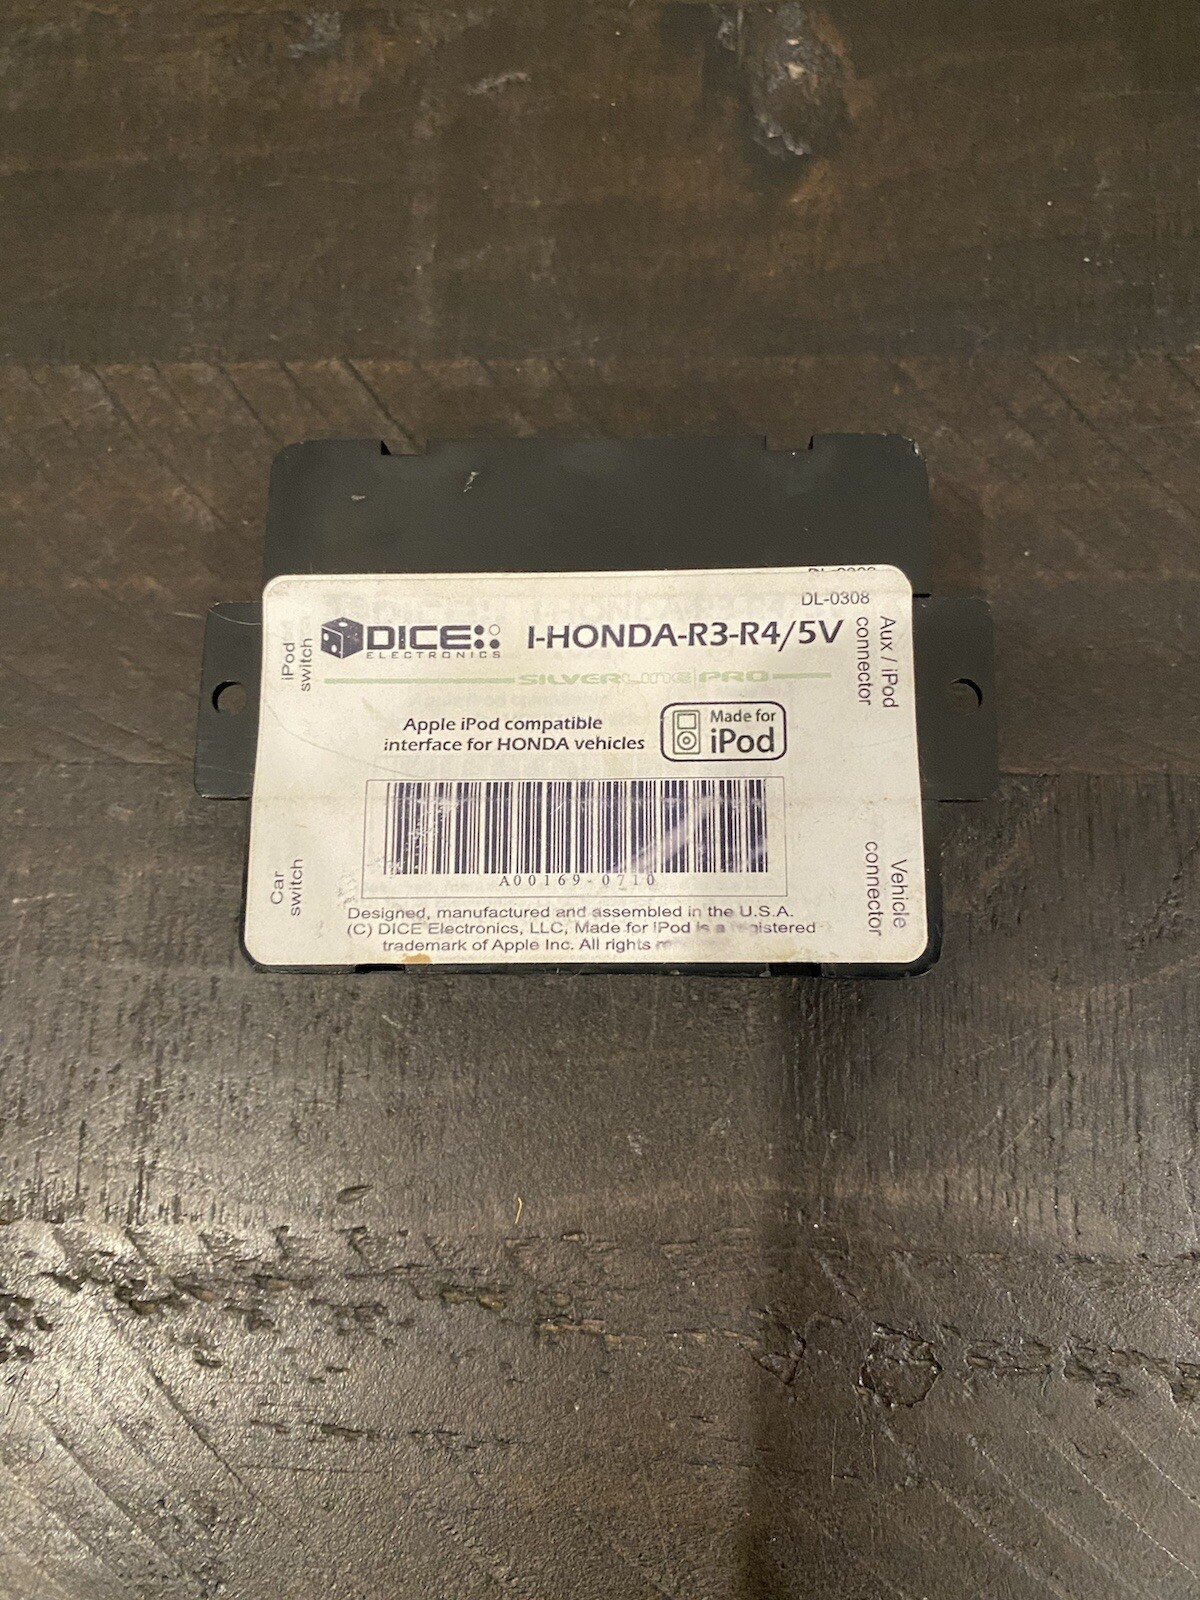 DL-0308
DICE
ELECTRONICS
I-HONDA-R3-R4/5V
SILVERLINE|PRO
iPod
switch
Aux / iPod
connector
Apple iPod compatible
interface for HONDA vehicles
Made for
iPod
A00169-0710
Car
switch
Vehicle
connector
Designed, manufactured and assembled in the U.S.A.
(C) DICE Electronics, LLC, Made for iPod is a registered
trademark of Apple Inc. All rights